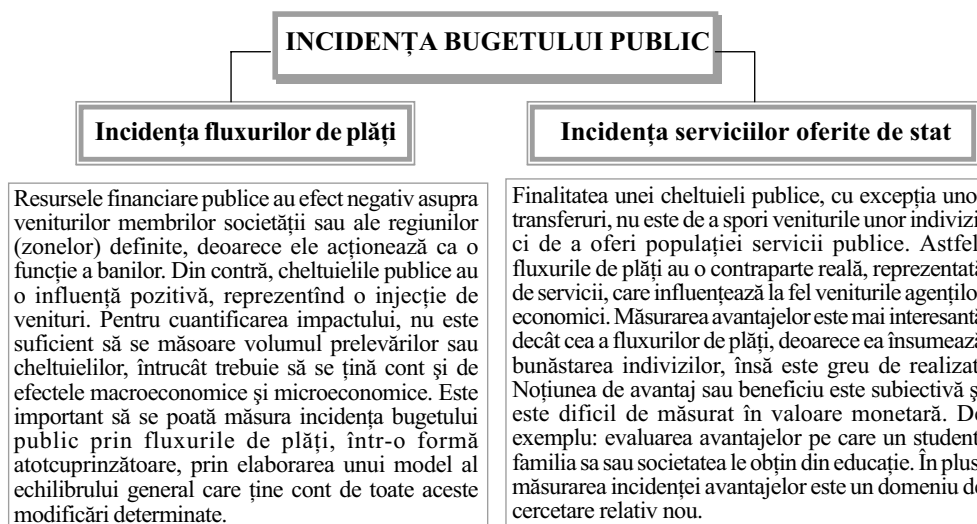 INCIDENȚA BUGETULUI PUBLIC
Incidența fluxurilor de plăți
Resursele financiare publice au efect negativ asupra
veniturilor membrilor societății sau ale regiunilor
(zonelor) definite, deoarece ele acționează ca o
funcție a banilor. Din contră, cheltuielile publice au
o influență pozitivă, reprezentînd o injecție de
venituri. Pentru cuantificarea impactului, nu este
suficient să se măsoare volumul prelevărilor sau
cheltuielilor, întrucât trebuie să se țină cont și de
efectele macroeconomice și microeconomice. Este
important să se poată măsura incidența bugetului
public prin fluxurile de plăți, într-o formă
atotcuprinzătoare, prin elaborarea unui model al
echilibrului general care ține cont de toate aceste
modificări determinate.
Incidența serviciilor oferite de stat
Finalitatea unei cheltuieli publice, cu excepția uno
transferuri, nu este de a spori veniturile unor indivizi
ci de a oferi populației servicii publice. Astfel
fluxurile de plăți au o contraparte reală, reprezentată
de servicii, care influențează la fel veniturile agenților
economici. Măsurarea avantajelor este mai interesantă
decât cea a fluxurilor de plăți, deoarece ea însumează
bunăstarea indivizilor, însă este greu de realizat
Noțiunea de avantaj sau beneficiu este subiectivă și
este dificil de măsurat în valoare monetară. De
exemplu: evaluarea avantajelor pe care un student
familia sa sau societatea le obțin din educație. În plus
măsurarea incidenței avantajelor este un domeniu de
cercetare relativ nou.